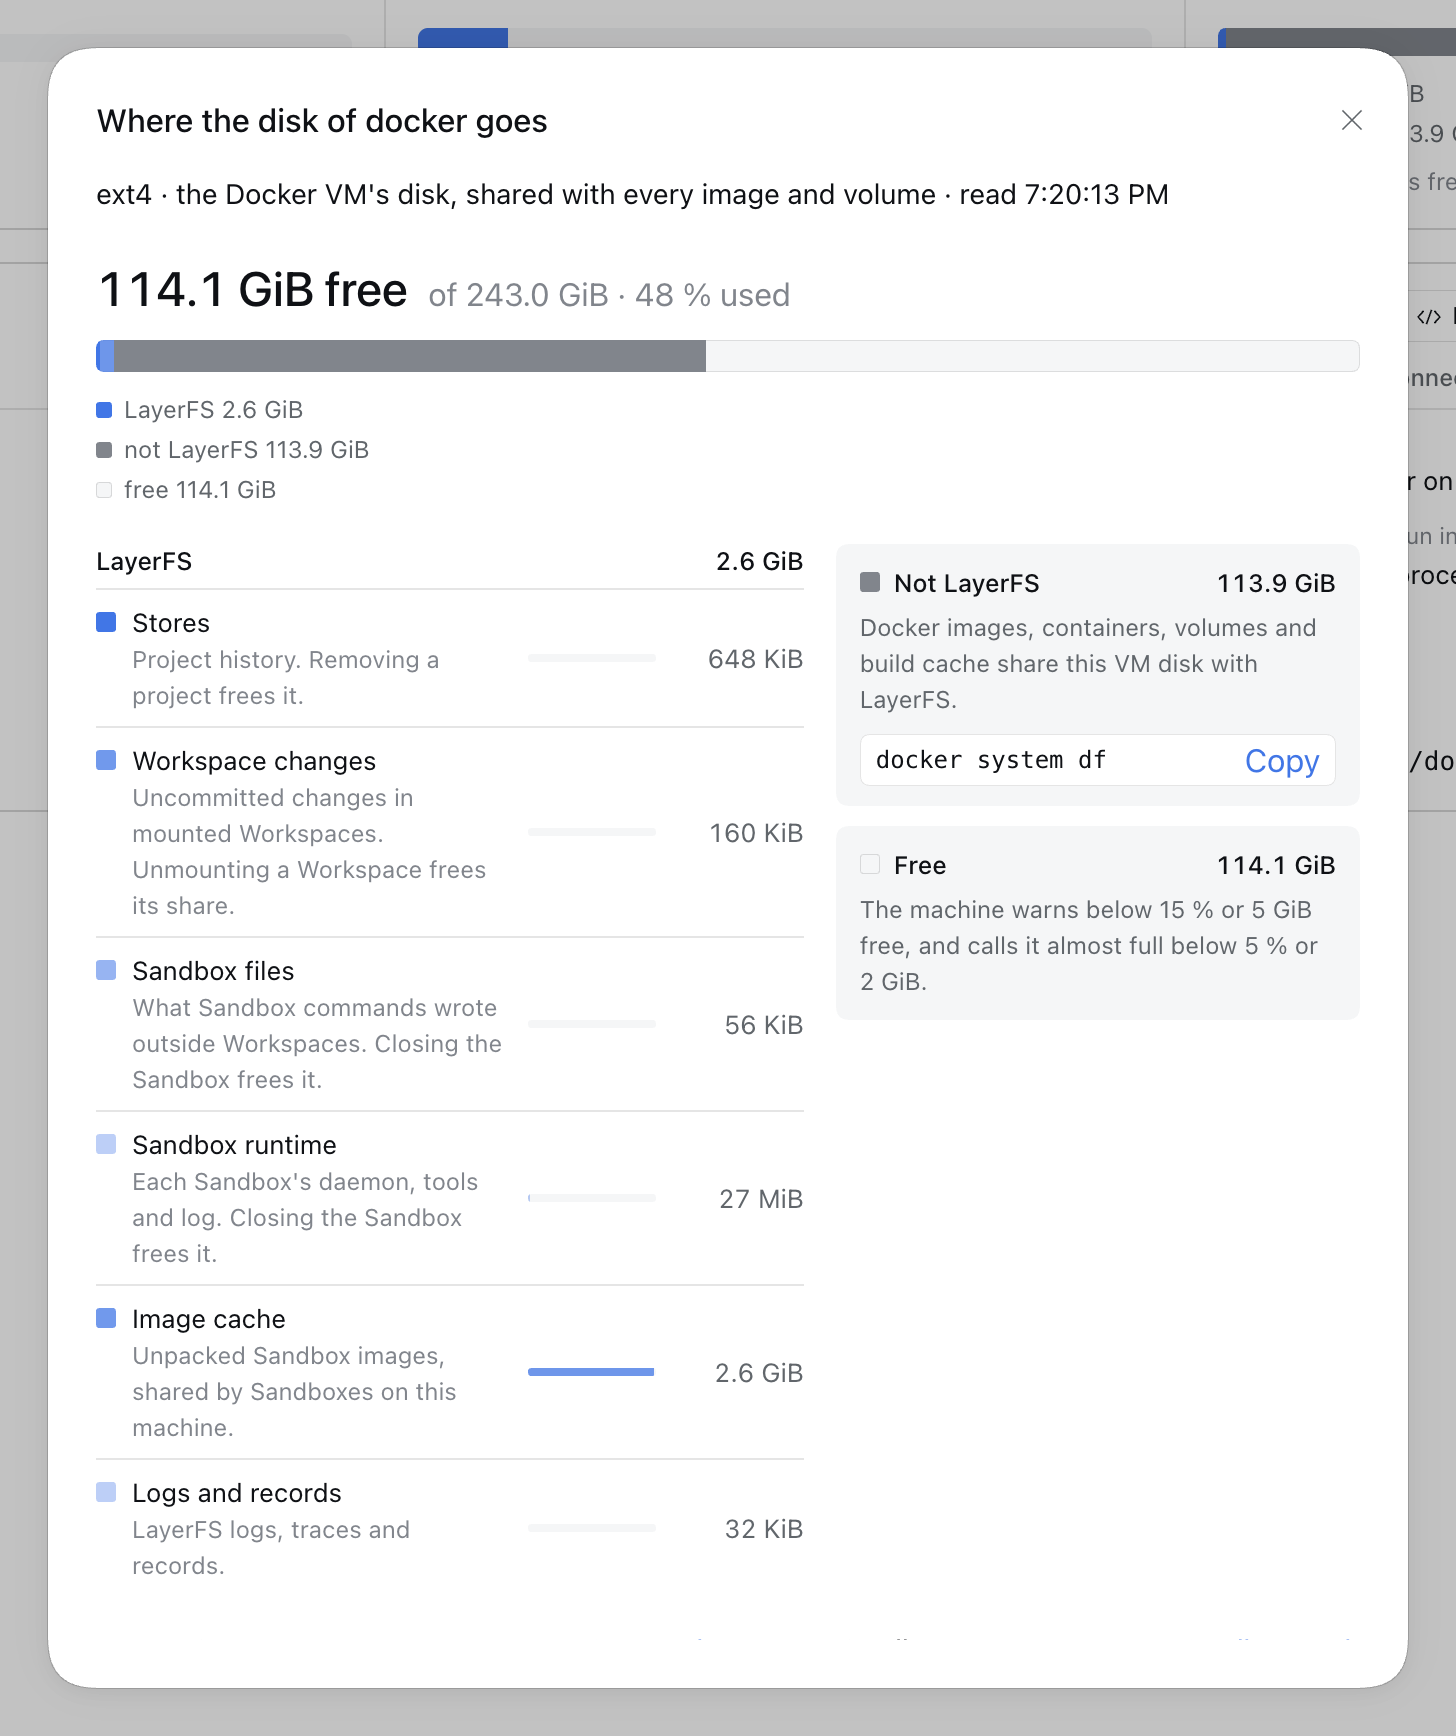 Where the disk of docker goes
ext4 · the Docker VM's disk, shared with every image and volume · read 7:20:13 PM
114.1 GiB free of 243.0 GiB · 48 % used
LayerFS 2.6 GiB
not LayerFS 113.9 GiB
free 114.1 GiB
LayerFS 2.6 GiB
Stores
Project history. Removing a
project frees it.
648 KiB
Workspace changes
Uncommitted changes in
mounted Workspaces.
Unmounting a Workspace frees
its share.
160 KiB
Sandbox files
What Sandbox commands wrote
outside Workspaces. Closing the
Sandbox frees it.
56 KiB
Sandbox runtime
Each Sandbox's daemon, tools
and log. Closing the Sandbox
frees it.
27 MiB
Image cache
Unpacked Sandbox images,
shared by Sandboxes on this
machine.
2.6 GiB
Logs and records
LayerFS logs, traces and
records.
32 KiB
Not LayerFS 113.9 GiB
Docker images, containers, volumes and
build cache share this VM disk with
LayerFS.
docker system df Copy
Free 114.1 GiB
The machine warns below 15 % or 5 GiB
free, and calls it almost full below 5 % or
2 GiB.